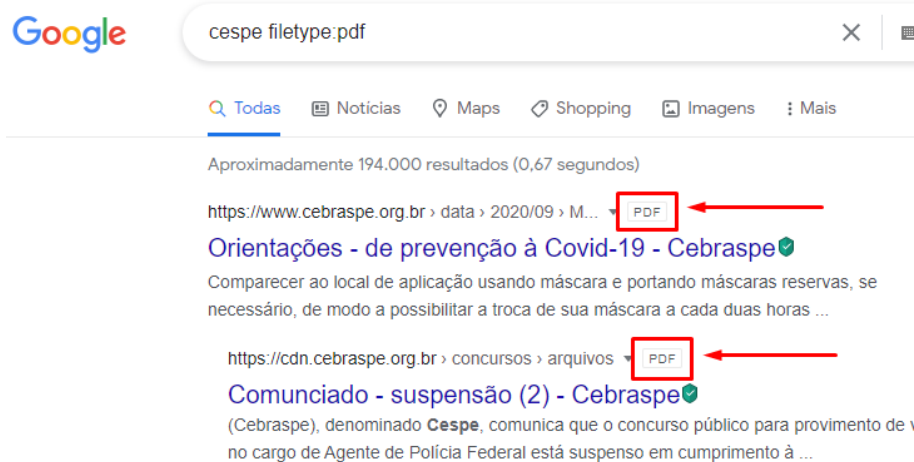 Google
cespe filetype:pdf
Todas Notícias Maps Shopping Imagens Mais
Aproximadamente 194.000 resultados (0,67 segundos)
https://www.cebraspe.org.br › data › 2020/09 › M... PDF
Orientações - de prevenção à Covid-19 - Cebraspe
Comparecer ao local de aplicação usando máscara e portando máscaras reservas, se
necessário, de modo a possibilitar a troca de sua máscara a cada duas horas ...
https://cdn.cebraspe.org.br › concursos › arquivos PDF
Comunciado - suspensão (2) - Cebraspe
(Cebraspe), denominado Cespe, comunica que o concurso público para provimento de v
no cargo de Agente de Polícia Federal está suspenso em cumprimento à ...